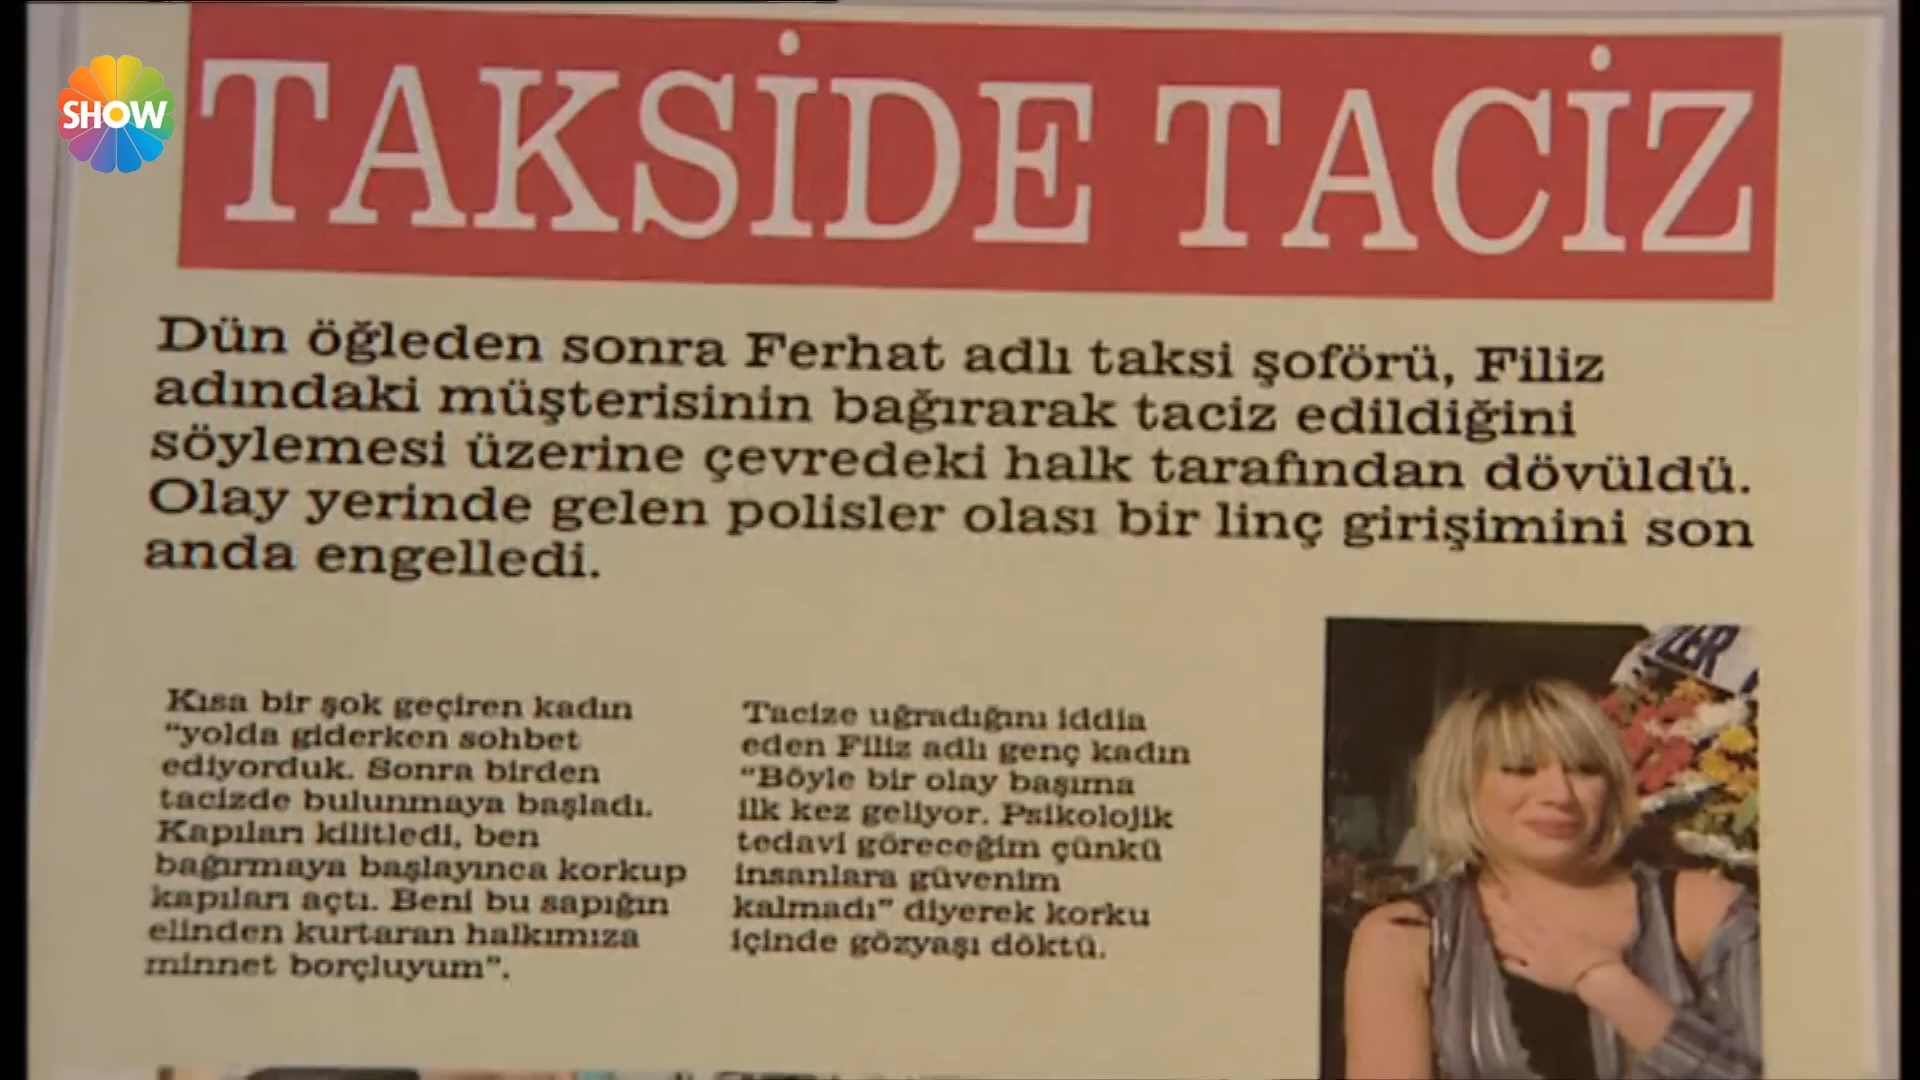 SHOW
TAKSİDE TACİZ
Dün öğleden sonra Ferhat adlı taksi şoförü, Filiz
adındaki müşterisinin bağırarak taciz edildiğini
söylemesi üzerine çevredeki halk tarafından dövüldü.
Olay yerinde gelen polisler olası bir linç girişimini son
anda engelledi.
Kısa bir şok geçiren kadın
“yolda giderken sohbet
ediyorduk. Sonra birden
tacizde bulunmaya başladı.
Kapıları kilitledi, ben
bağırmaya başlayınca korkup
kapıları açtı. Beni bu sapığın
elinden kurtaran halkımıza
minnet borçluyum”.
Tacize uğradığını iddia
eden Filiz adlı genç kadın
“Böyle bir olay başıma
ilk kez geliyor. Psikolojik
tedavi göreceğim çünkü
insanlara güvenim
kalmadı” diyerek korku
içinde gözyaşı döktü.